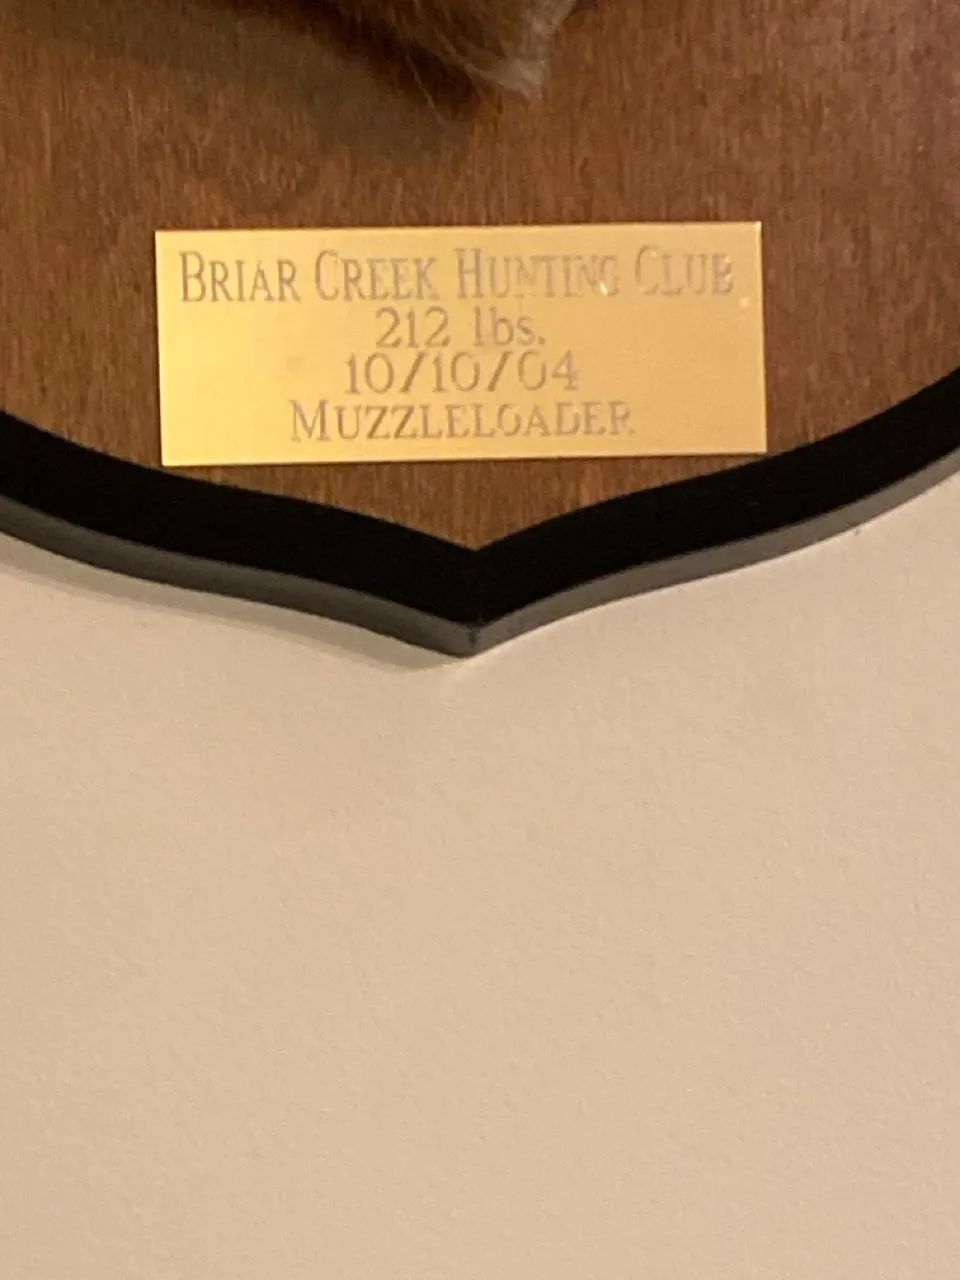 BRIAR CREEK HUNTING CLUB
212 lbs.
10/10/04
MUZZLELOADER